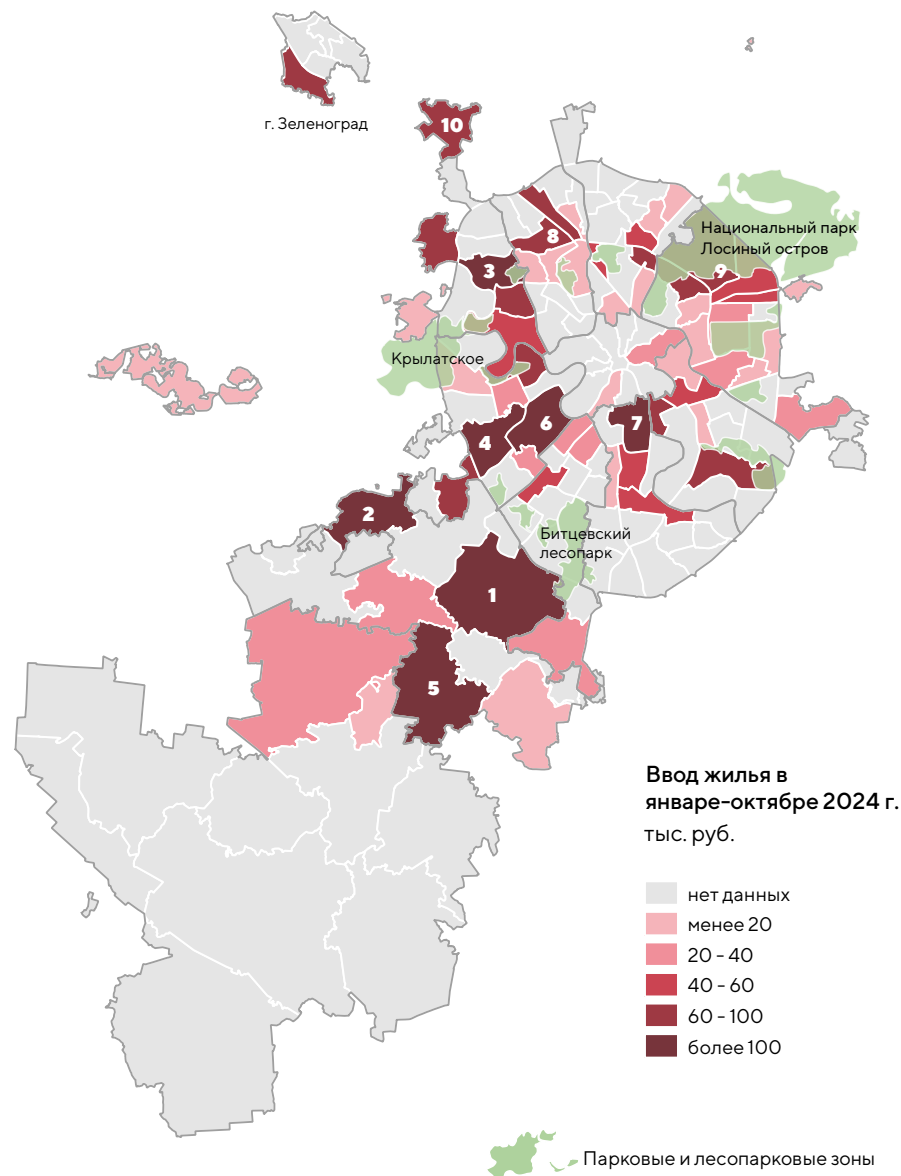 г. Зеленоград
10
8
Национальный парк
Лосиный остров
3
9
Крылатское
6
7
4
2
Битцевский
лесопарк
1
5
Ввод жилья в
январе-октябре 2024 г.
тыс. руб.
нет данных
менее 20
20 - 40
40 - 60
60 - 100
более 100
Парковые и лесопарковые зоны